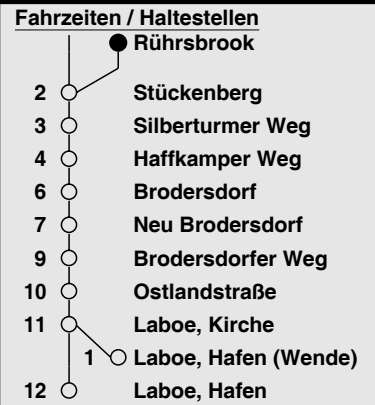 Fahrzeiten / Haltestellen
Rührsbrook
2 Stückenberg
3 Silberturmer Weg
4 Haffkamper Weg
6 Brodersdorf
7 Neu Brodersdorf
9 Brodersdorfer Weg
10 Ostlandstraße
11 Laboe, Kirche
1 Laboe, Hafen (Wende)
12 Laboe, Hafen